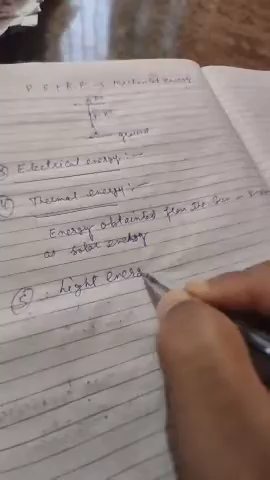 P.E + K.E → Mechanical energy
ground
③ Electrical energy :-
④ Thermal energy :-
Energy obtained from the Sun
as solar energy
⑤ Light energy